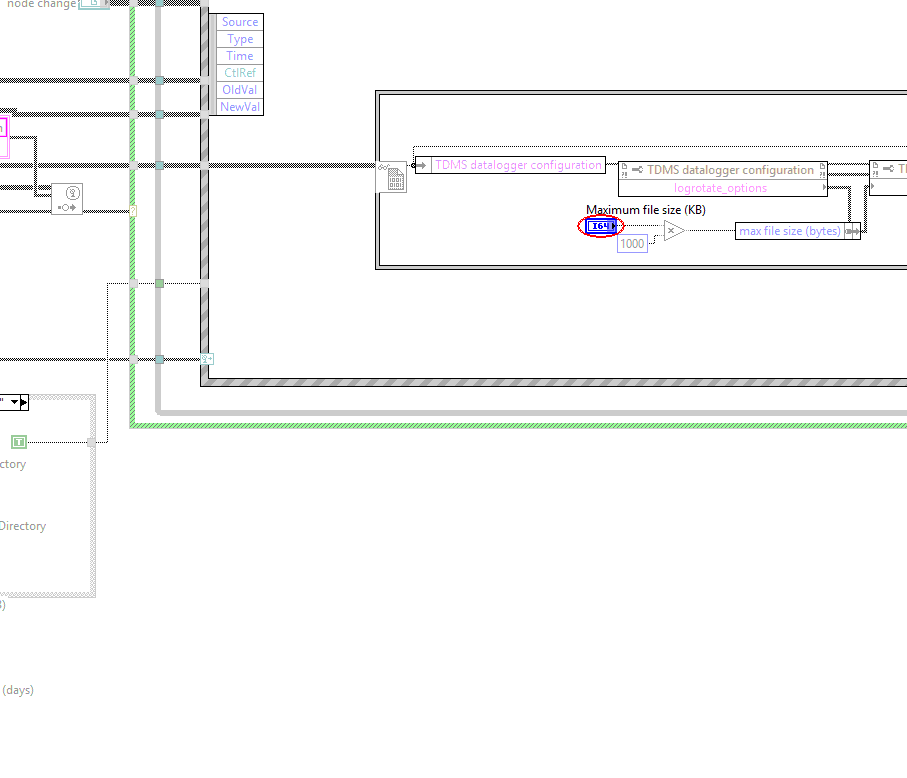 node change
Source
Type
Time
CtlRef
OldVal
NewVal
TDMS datalogger configuration
TDMS datalogger configuration
logrotate_options
Maximum file size (KB)
I64
1000
max file size (bytes)
T
ctory
Directory
(days)